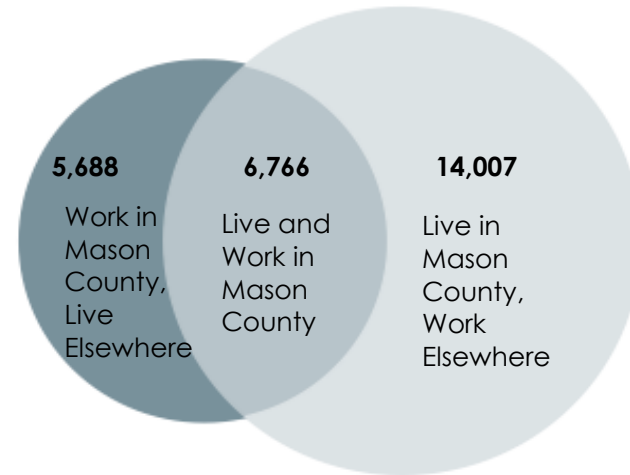 5,688
Work in
Mason
County,
Live
Elsewhere
6,766
Live and
Work in
Mason
County
14,007
Live in
Mason
County,
Work
Elsewhere